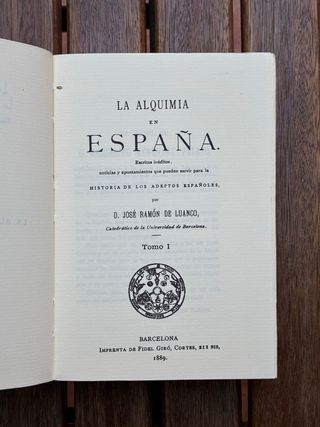 LA ALQUIMIA
EN
ESPAÑA.
Escritos inéditos,
noticias y apuntamientos que pueden servir para la
HISTORIA DE LOS ADEPTOS ESPAÑOLES,
por
D. JOSÉ RAMÓN DE LUANCO,
Catedrático de la Universidad de Barcelona.
Tomo I
BARCELONA
IMPRENTA DE FIDEL GIRÓ, CORTES, 212 BIS,
1889.